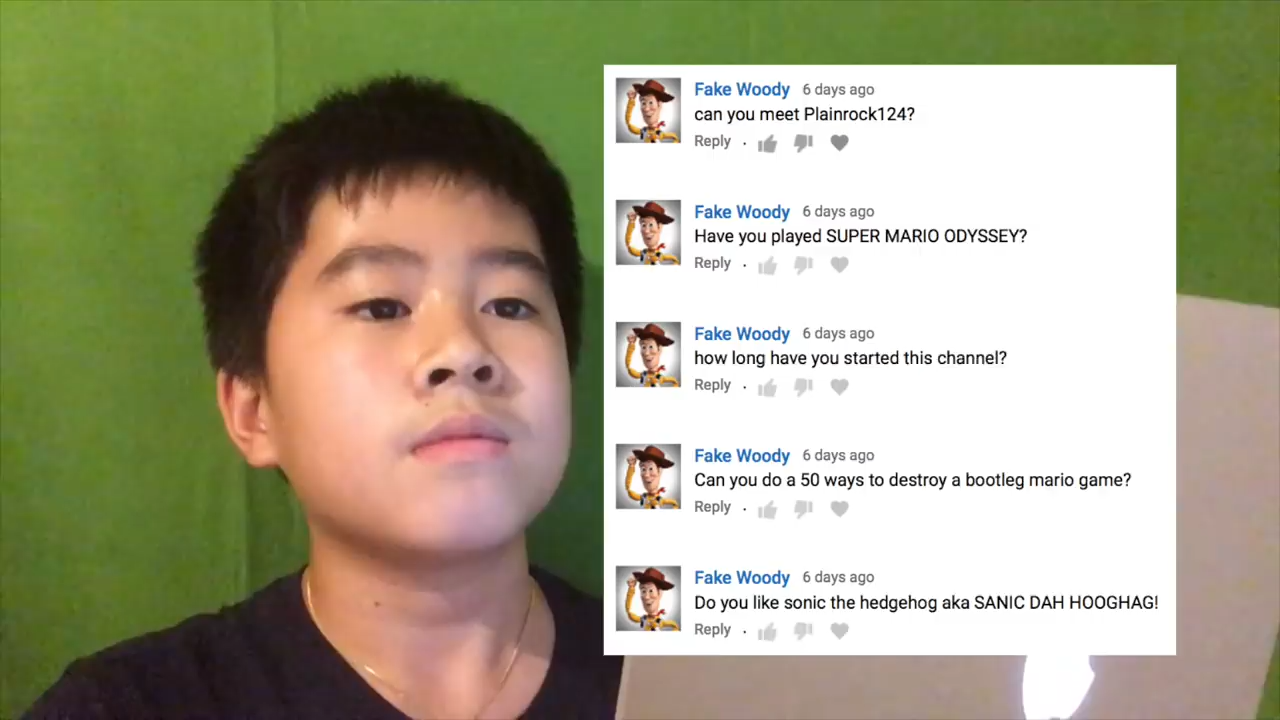 Fake Woody 6 days ago
can you meet Plainrock124?
Reply
Fake Woody 6 days ago
Have you played SUPER MARIO ODYSSEY?
Reply
Fake Woody 6 days ago
how long have you started this channel?
Reply
Fake Woody 6 days ago
Can you do a 50 ways to destroy a bootleg mario game?
Reply
Fake Woody 6 days ago
Do you like sonic the hedgehog aka SANIC DAH HOOGHAG!
Reply